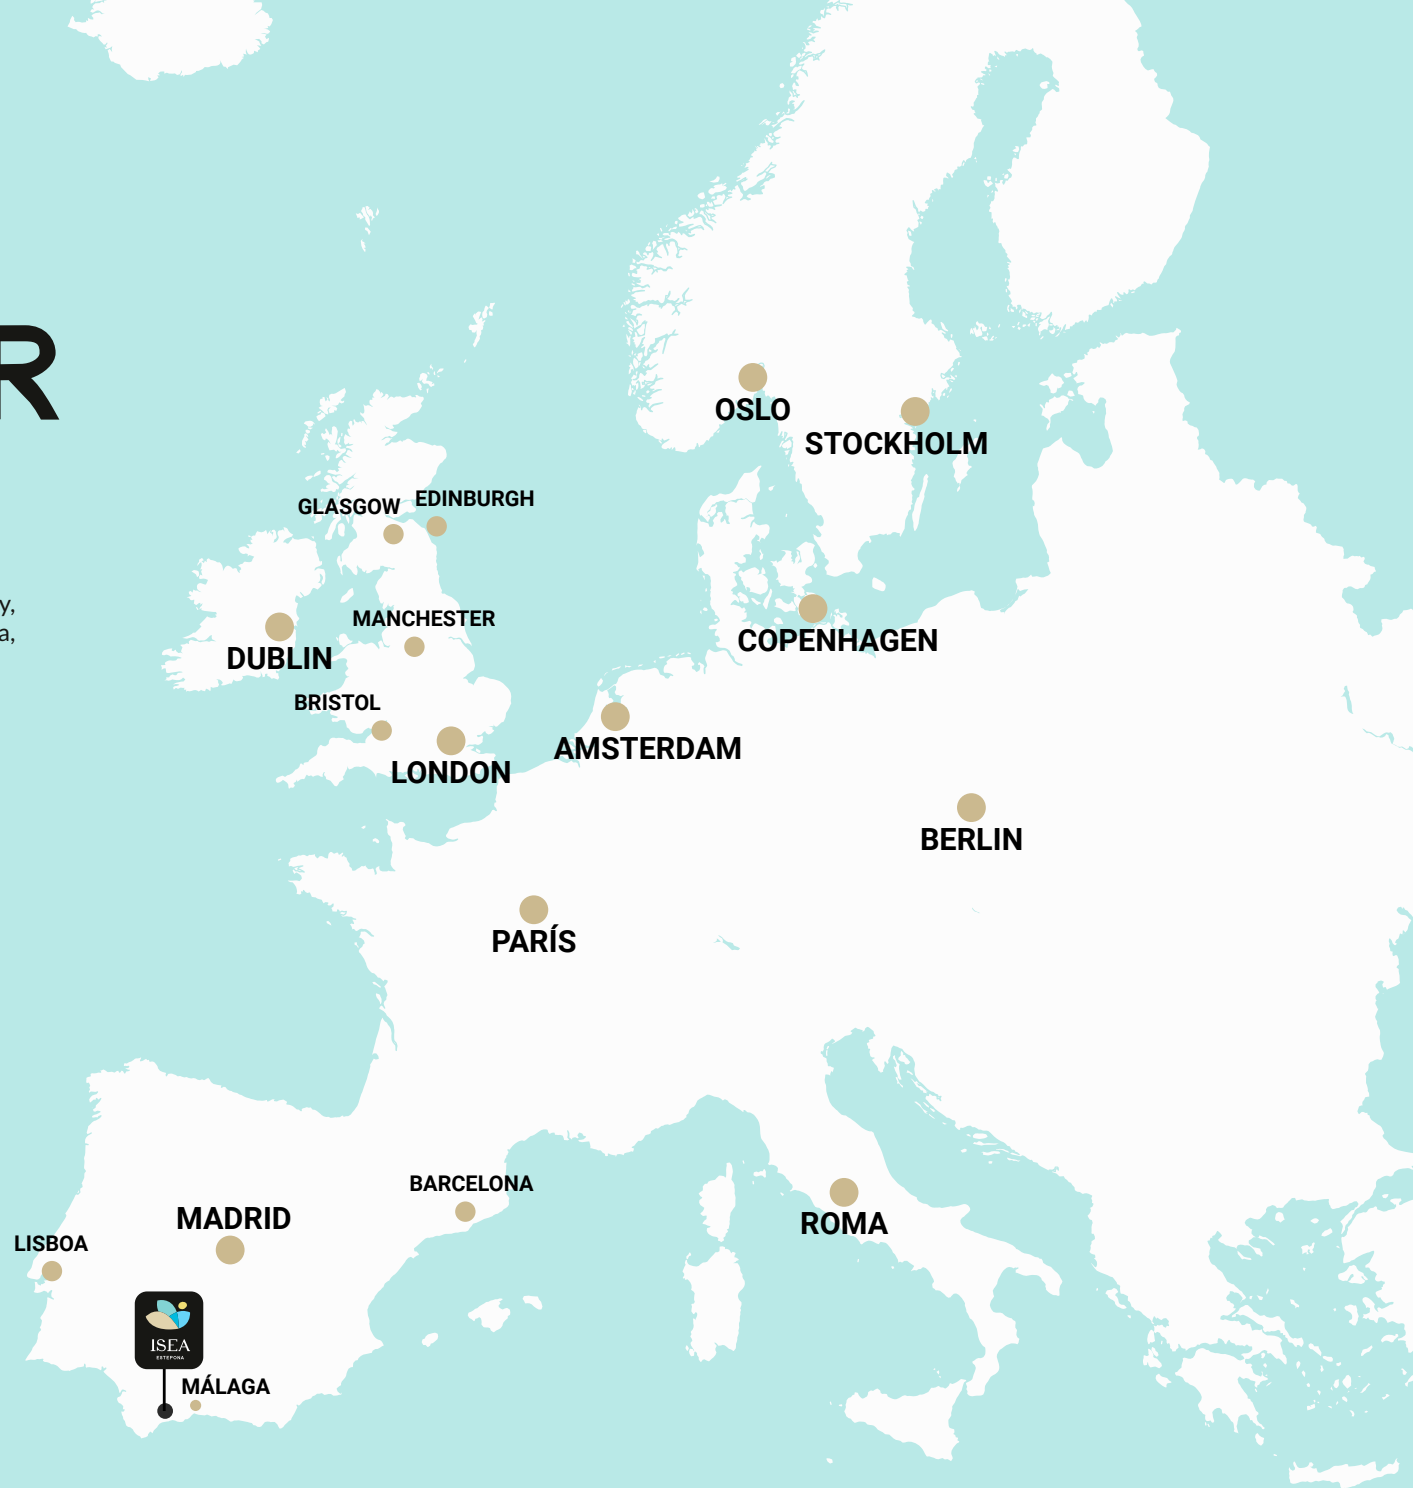 R
y,
a,
OSLO
STOCKHOLM
GLASGOW
EDINBURGH
MANCHESTER
DUBLIN
COPENHAGEN
BRISTOL
LONDON
AMSTERDAM
BERLIN
PARÍS
BARCELONA
MADRID
ROMA
LISBOA
ISEA
ESTEPONA
MÁLAGA